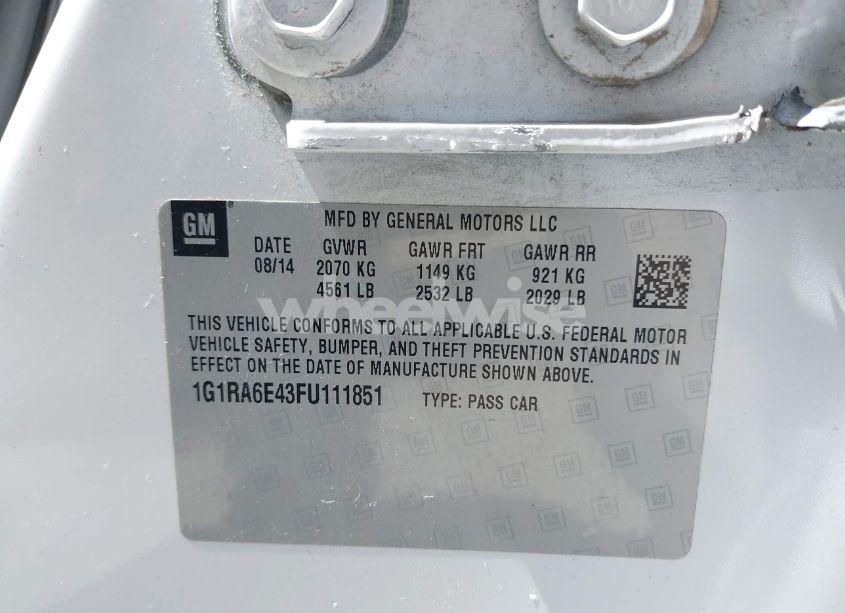 GM
MFD BY GENERAL MOTORS LLC
DATE GVWR GAWR FRT GAWR RR
08/14 2070 KG 1149 KG 921 KG
4561 LB 2532 LB 2029 LB
wheelwise
THIS VEHICLE CONFORMS TO ALL APPLICABLE U.S. FEDERAL MOTOR
VEHICLE SAFETY, BUMPER, AND THEFT PREVENTION STANDARDS IN
EFFECT ON THE DATE OF MANUFACTURE SHOWN ABOVE.
1G1RA6E43FU111851 TYPE: PASS CAR